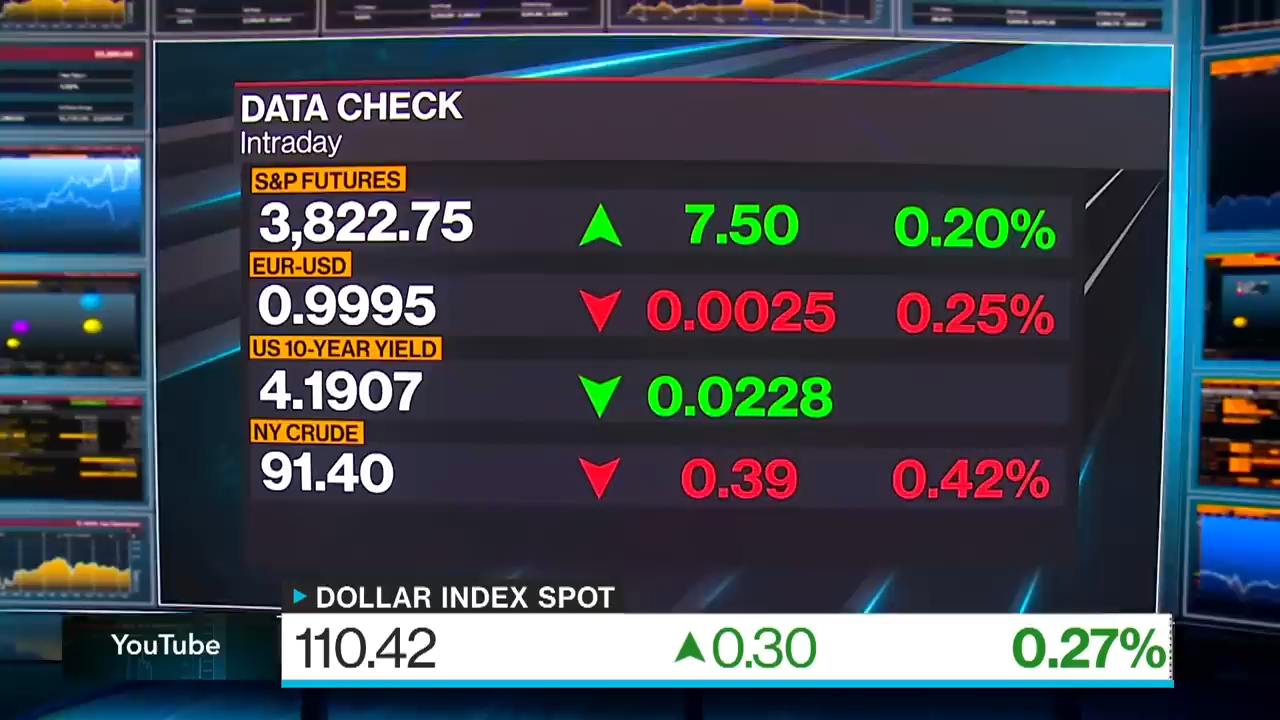 DATA CHECK
Intraday
S&P FUTURES
3,822.75 ▲ 7.50 0.20%
EUR-USD
0.9995 ▼ 0.0025 0.25%
US 10-YEAR YIELD
4.1907 ▼ 0.0228
NY CRUDE
91.40 ▼ 0.39 0.42%
DOLLAR INDEX SPOT
YouTube 110.42 ▲ 0.30 0.27%